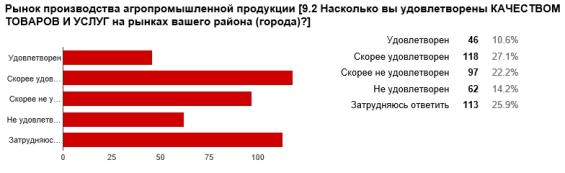 Рынок производства агропромышленной продукции [9.2 Насколько вы удовлетворены КАЧЕСТВОМ
ТОВАРОВ И УСЛУГ на рынках вашего района (города)?]
Удовлетворен
Скорее удов...
Скорее не у...
Не удовлетв...
Затрудняюс...
0 25 50 75 100
Удовлетворен 46 10.6%
Скорее удовлетворен 118 27.1%
Скорее не удовлетворен 97 22.2%
Не удовлетворен 62 14.2%
Затрудняюсь ответить 113 25.9%